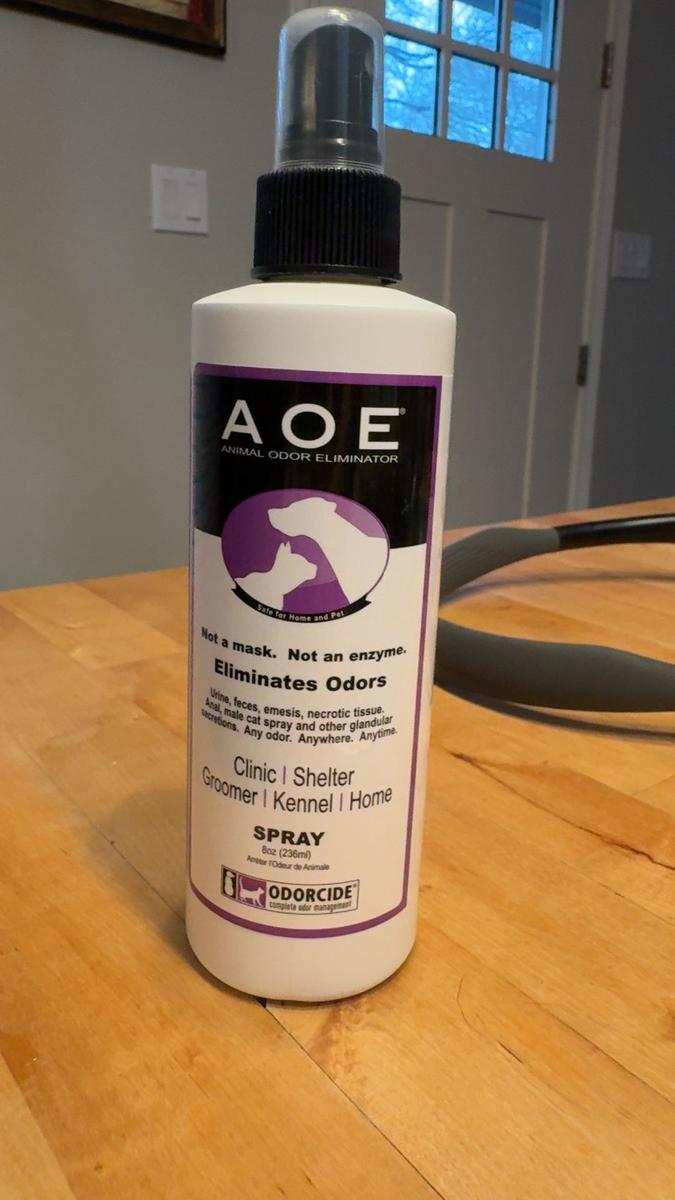 AOE®
ANIMAL ODOR ELIMINATOR
Safe for Home and Pet
Not a mask. Not an enzyme.
Eliminates Odors
Urine, feces, emesis, necrotic tissue.
Anal, male cat spray and other glandular
secretions. Any odor. Anywhere. Anytime.
Clinic | Shelter
Groomer | Kennel | Home
SPRAY
8oz (236ml)
Arrêter l'Odeur de Animale
ODORCIDE®
complete odor management